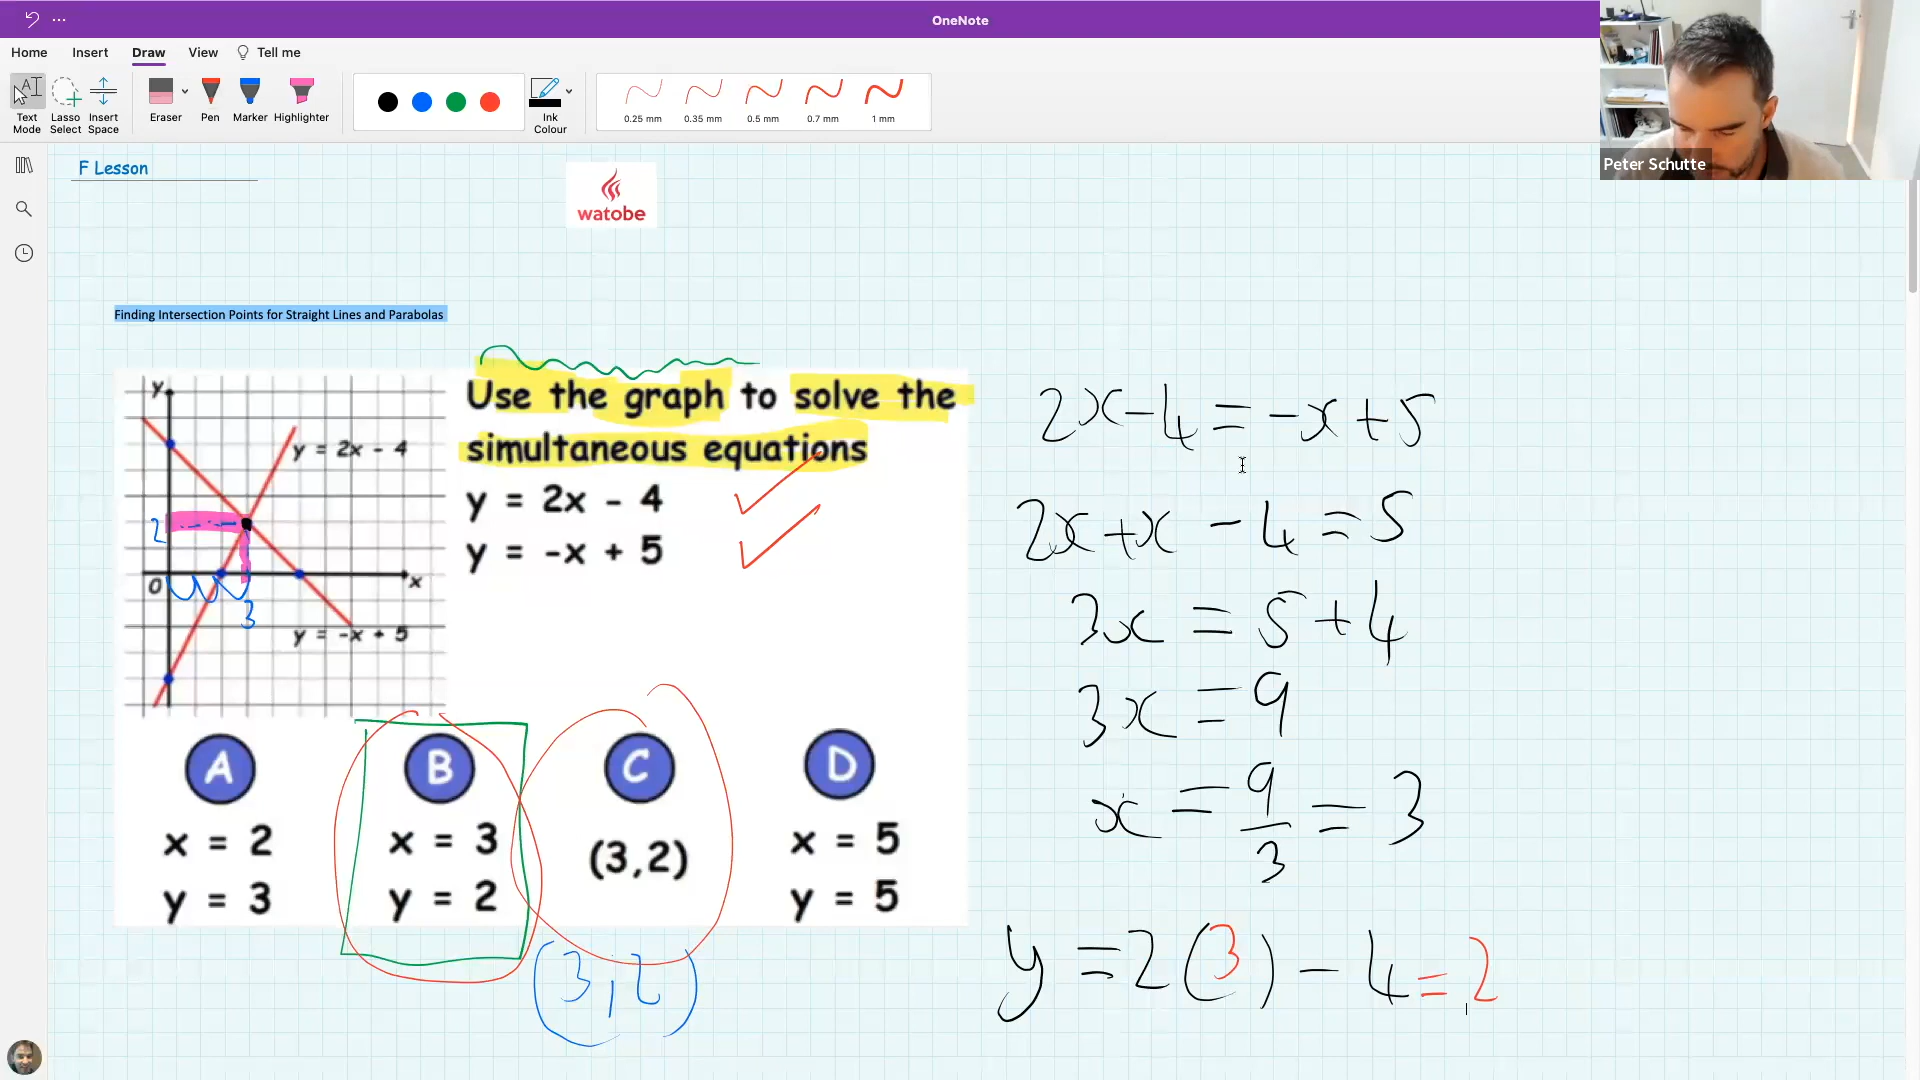 OneNote
Home Insert Draw View Tell me
Text Mode
Lasso Select
Insert Space
Eraser
Pen
Marker
Highlighter
Ink Colour
0.25 mm
0.35 mm
0.5 mm
0.7 mm
1 mm
Peter Schutte
F Lesson
watobe
Finding Intersection Points for Straight Lines and Parabolas
y
y = 2x - 4
2
0
x
3
y = -x + 5
Use the graph to solve the
simultaneous equations
y = 2x - 4
y = -x + 5
A
x = 2
y = 3
B
x = 3
y = 2
C
(3,2)
(3,2)
D
x = 5
y = 5
2x-4=-x+5
2x+x-4=5
3x=5+4
3x=9
x=9/3=3
y=2(3)-4=2